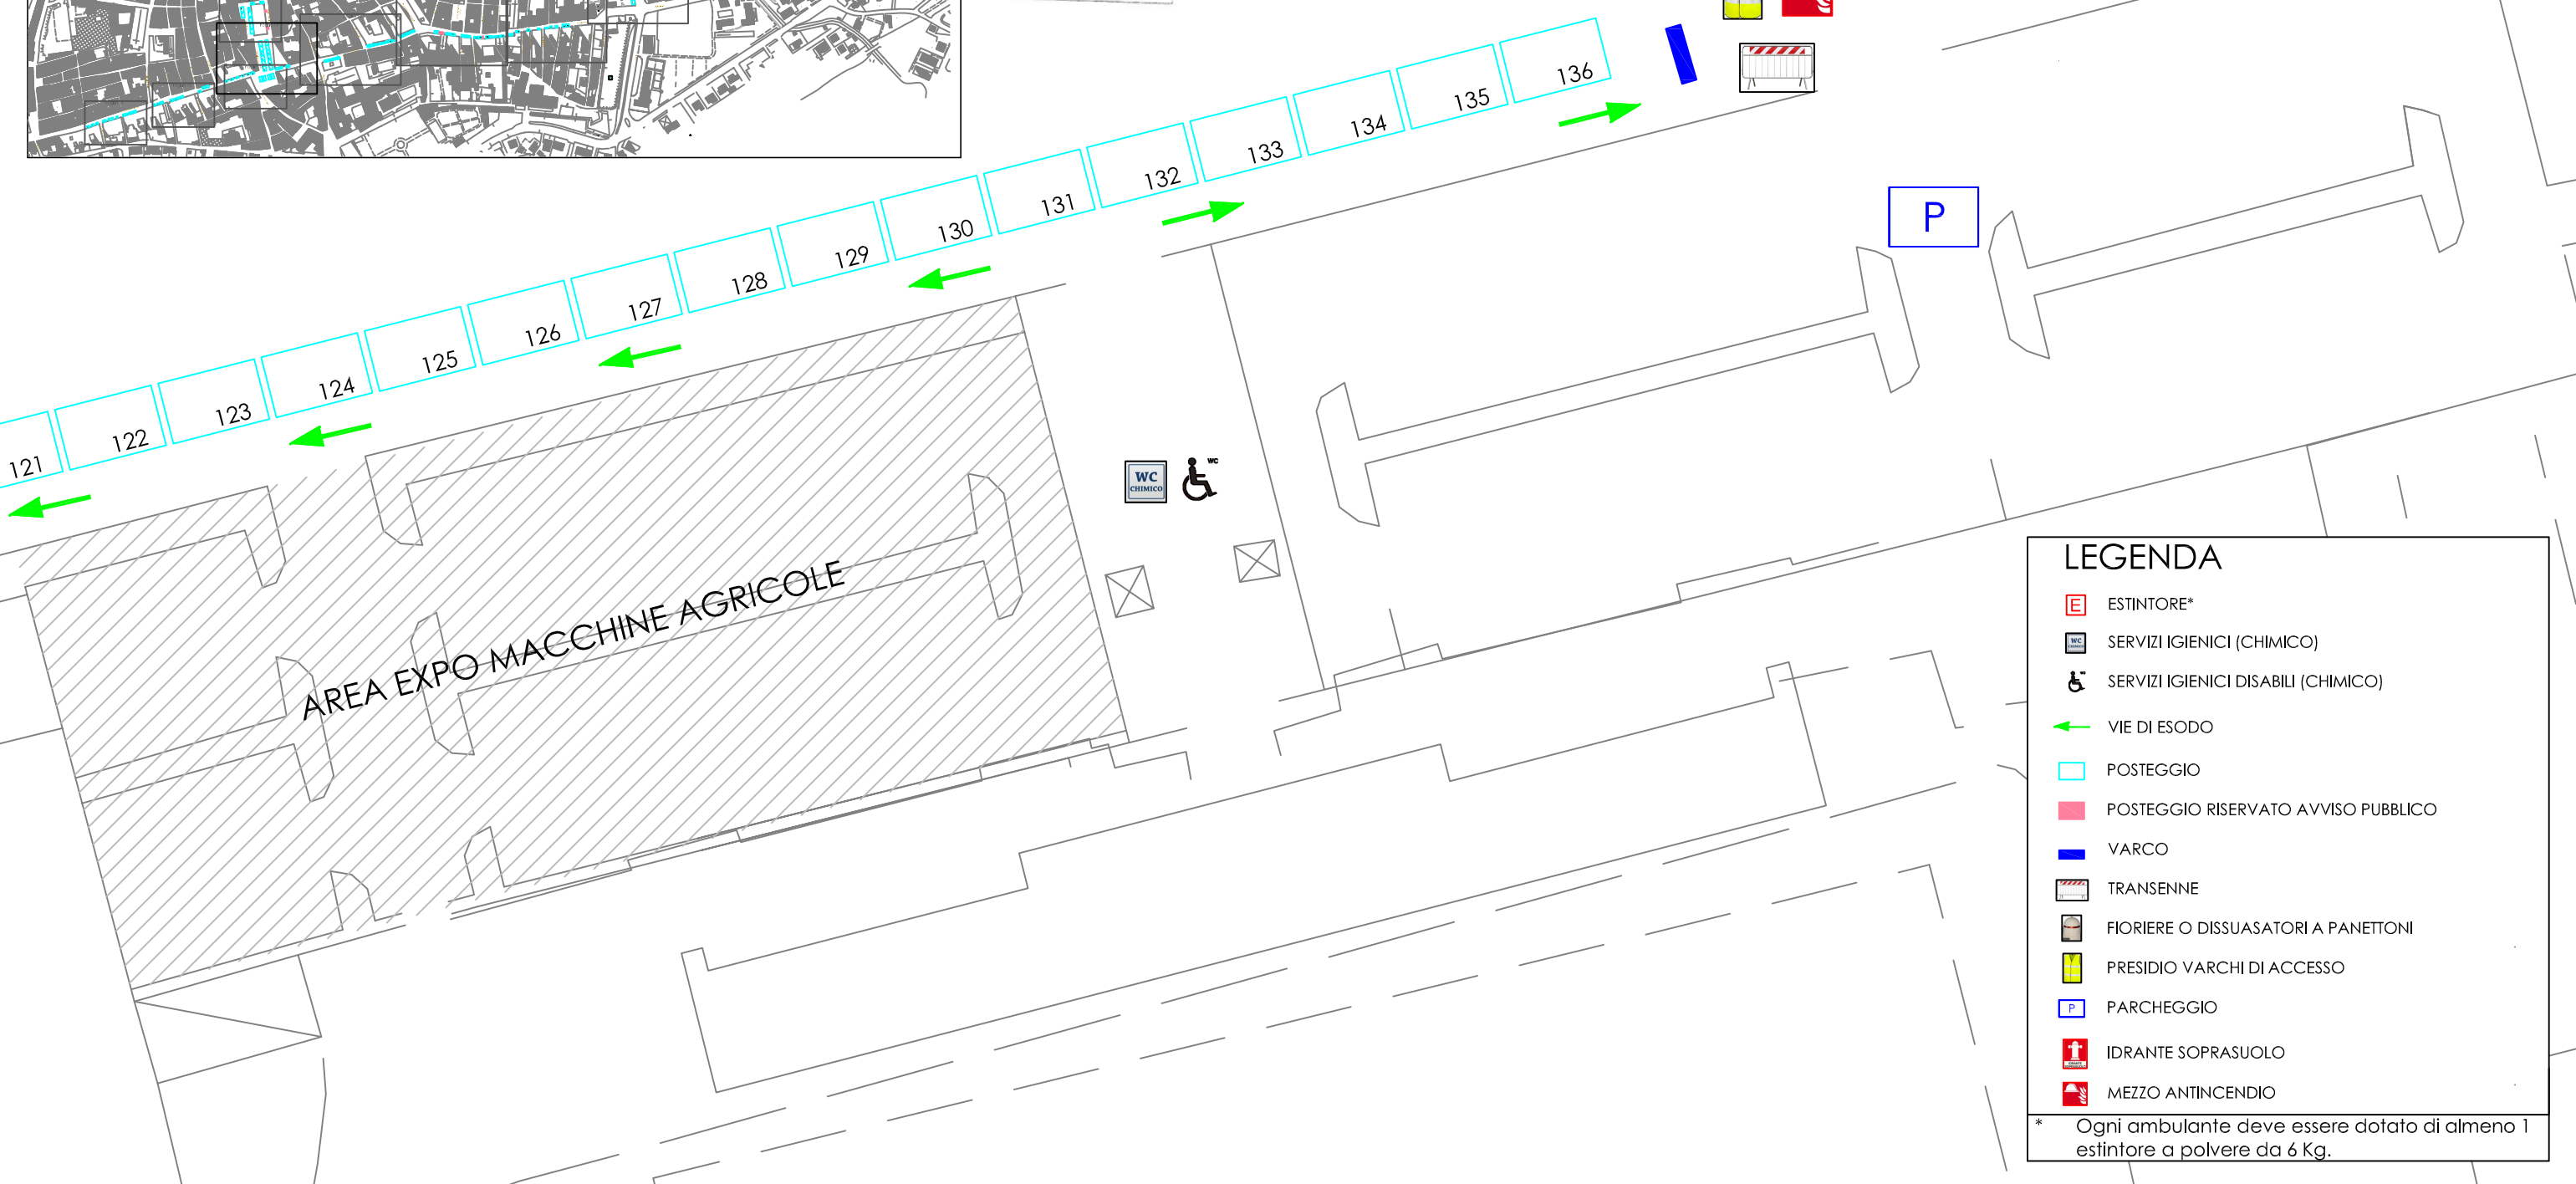 136
135
134
133
132
131
130
129
128
127
126
125
124
123
122
121
P
WC
CHIMICO
WC
AREA EXPO MACCHINE AGRICOLE
LEGENDA
E ESTINTORE*
WC SERVIZI IGIENICI (CHIMICO)
SERVIZI IGIENICI DISABILI (CHIMICO)
VIE DI ESODO
POSTEGGIO
POSTEGGIO RISERVATO AVVISO PUBBLICO
VARCO
TRANSENNE
FIORIERE O DISSUASATORI A PANETTONI
PRESIDIO VARCHI DI ACCESSO
P PARCHEGGIO
IDRANTE SOPRASUOLO
MEZZO ANTINCENDIO
* Ogni ambulante deve essere dotato di almeno 1
estintore a polvere da 6 Kg.